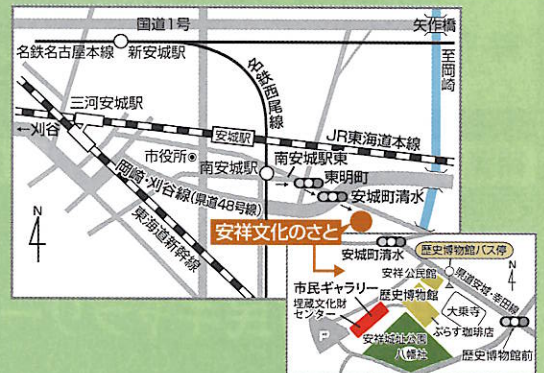 国道1号
矢作橋
名鉄名古屋本線
新安城駅
至岡崎
名鉄西尾線
三河安城駅
←刈谷
安城駅
JR東海道本線
市役所
南安城駅
南安城駅東
東明町
岡崎・刈谷線(県道48号線)
安城町清水
東海道新幹線
N
安祥文化のさと
安城町清水
歴史博物館バス停
安祥公民館
県道安城・幸田線
N
市民ギャラリー
歴史博物館
埋蔵文化財
センター
大乗寺
ぷらす珈琲店
P
安祥城址公園
八幡社
歴史博物館前